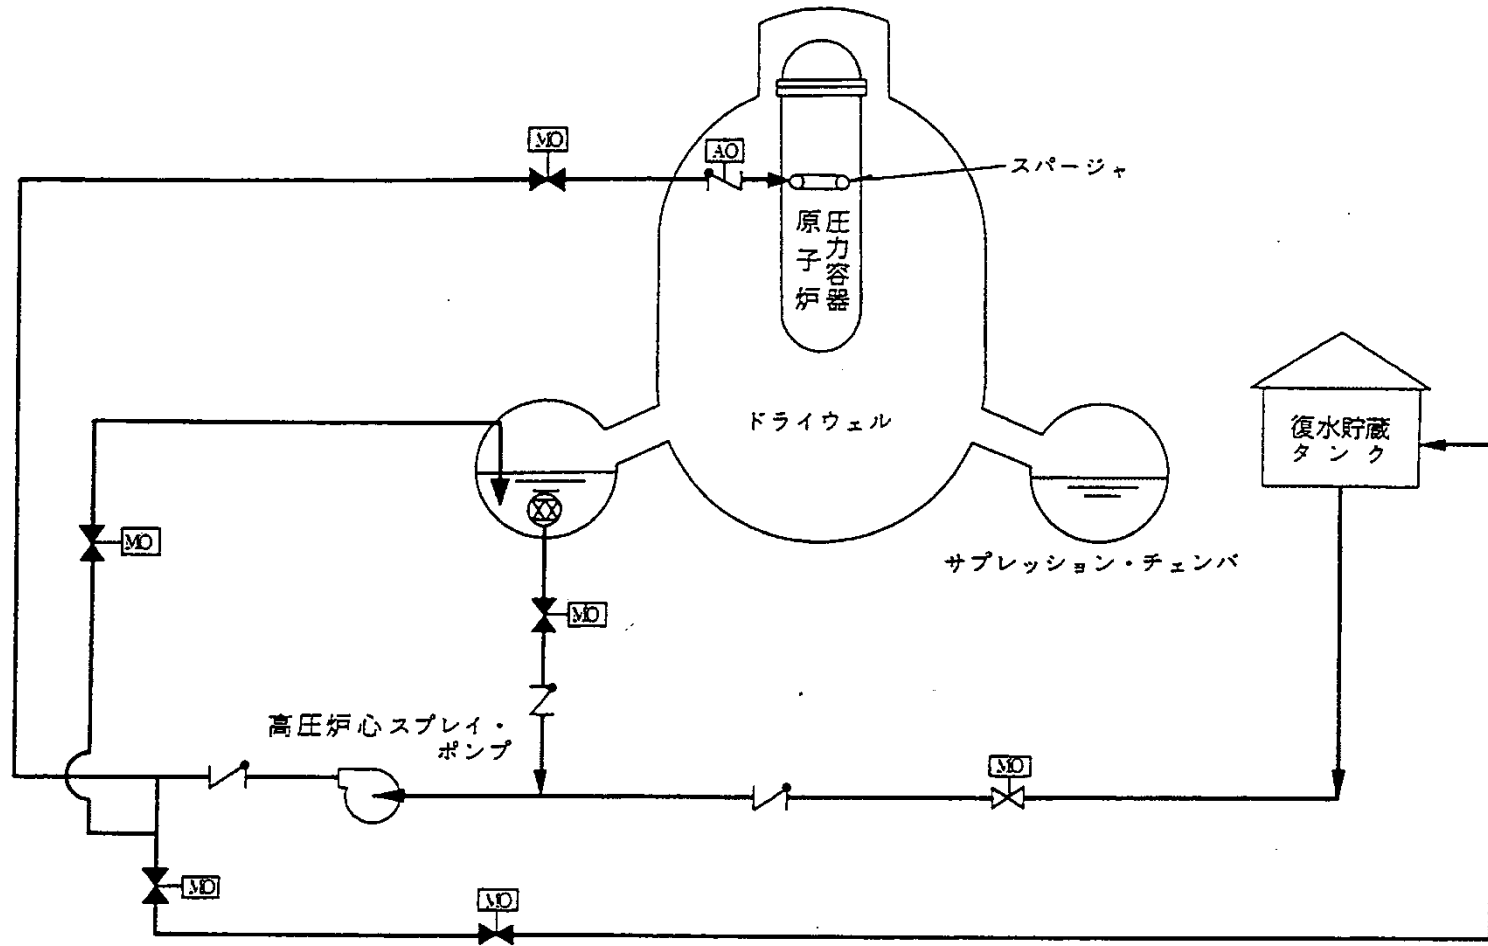 MO
AO
スパージャ
原子炉
圧力容器
ドライウェル
復水貯蔵
タンク
MO
サプレッション・チェンバ
MO
高圧炉心スプレイ・
ポンプ
MO
MO
MO